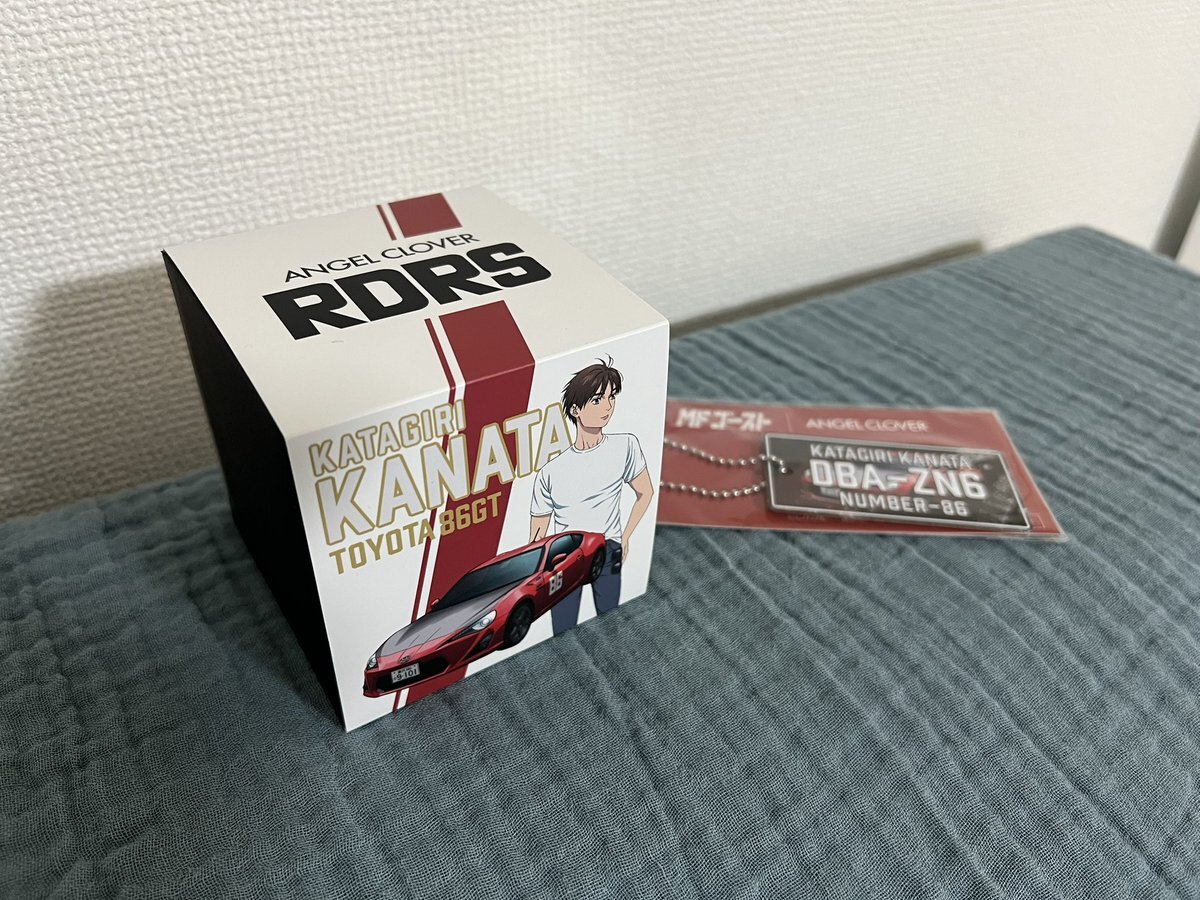 ANGEL CLOVER
RDRS
KATAGIRI
KANATA
TOYOTA 86GT
86
MFゴースト
ANGEL CLOVER
KATAGIRI KANATA
DBA-ZN6
NUMBER-86